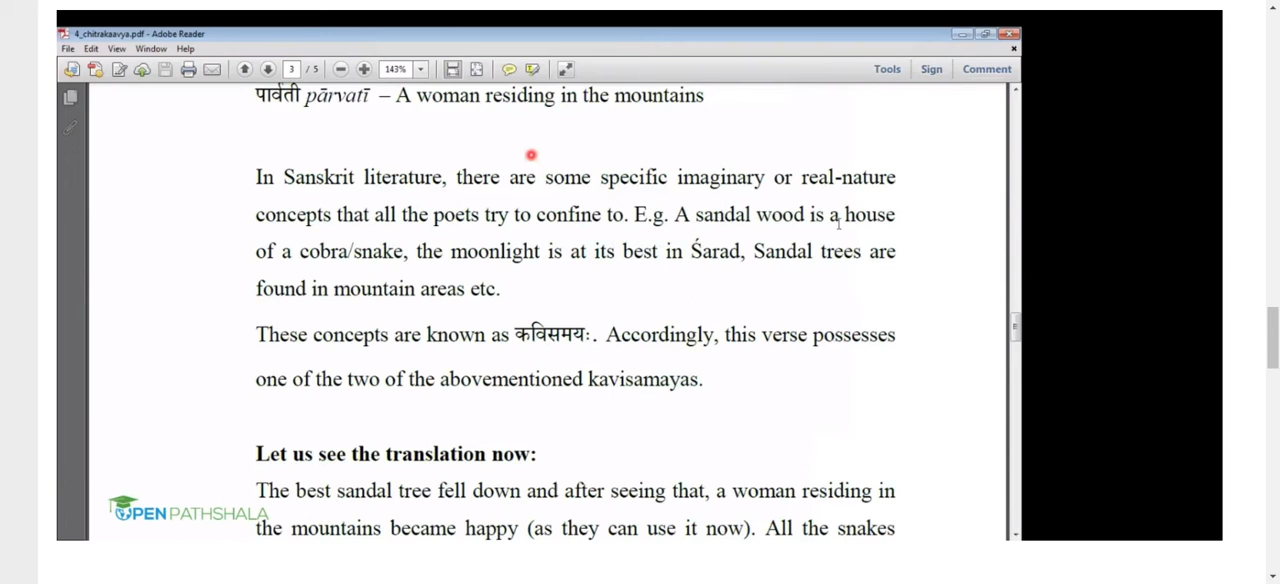 4_chitrakaavya.pdf - Adobe Reader
File Edit View Window Help
3 / 5 143% Tools Sign Comment
पार्वती pārvatī – A woman residing in the mountains
In Sanskrit literature, there are some specific imaginary or real-nature
concepts that all the poets try to confine to. E.g. A sandal wood is a house
of a cobra/snake, the moonlight is at its best in Śarad, Sandal trees are
found in mountain areas etc.
These concepts are known as कविसमयः. Accordingly, this verse possesses
one of the two of the abovementioned kavisamayas.
Let us see the translation now:
The best sandal tree fell down and after seeing that, a woman residing in
OPENPATHSHALA
the mountains became happy (as they can use it now). All the snakes